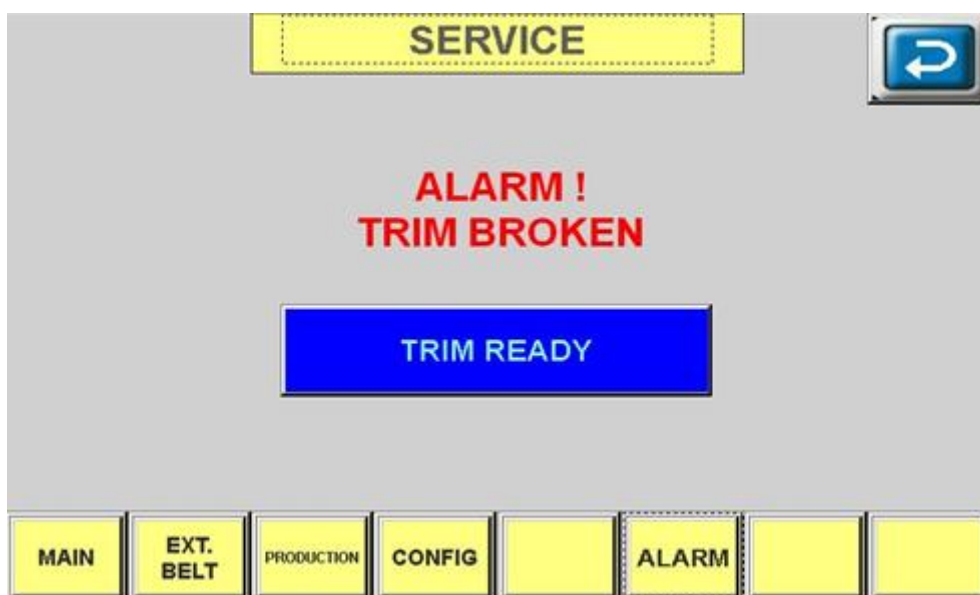 SERVICE
ALARM !
TRIM BROKEN
TRIM READY
MAIN
EXT.
BELT
PRODUCTION
CONFIG
ALARM